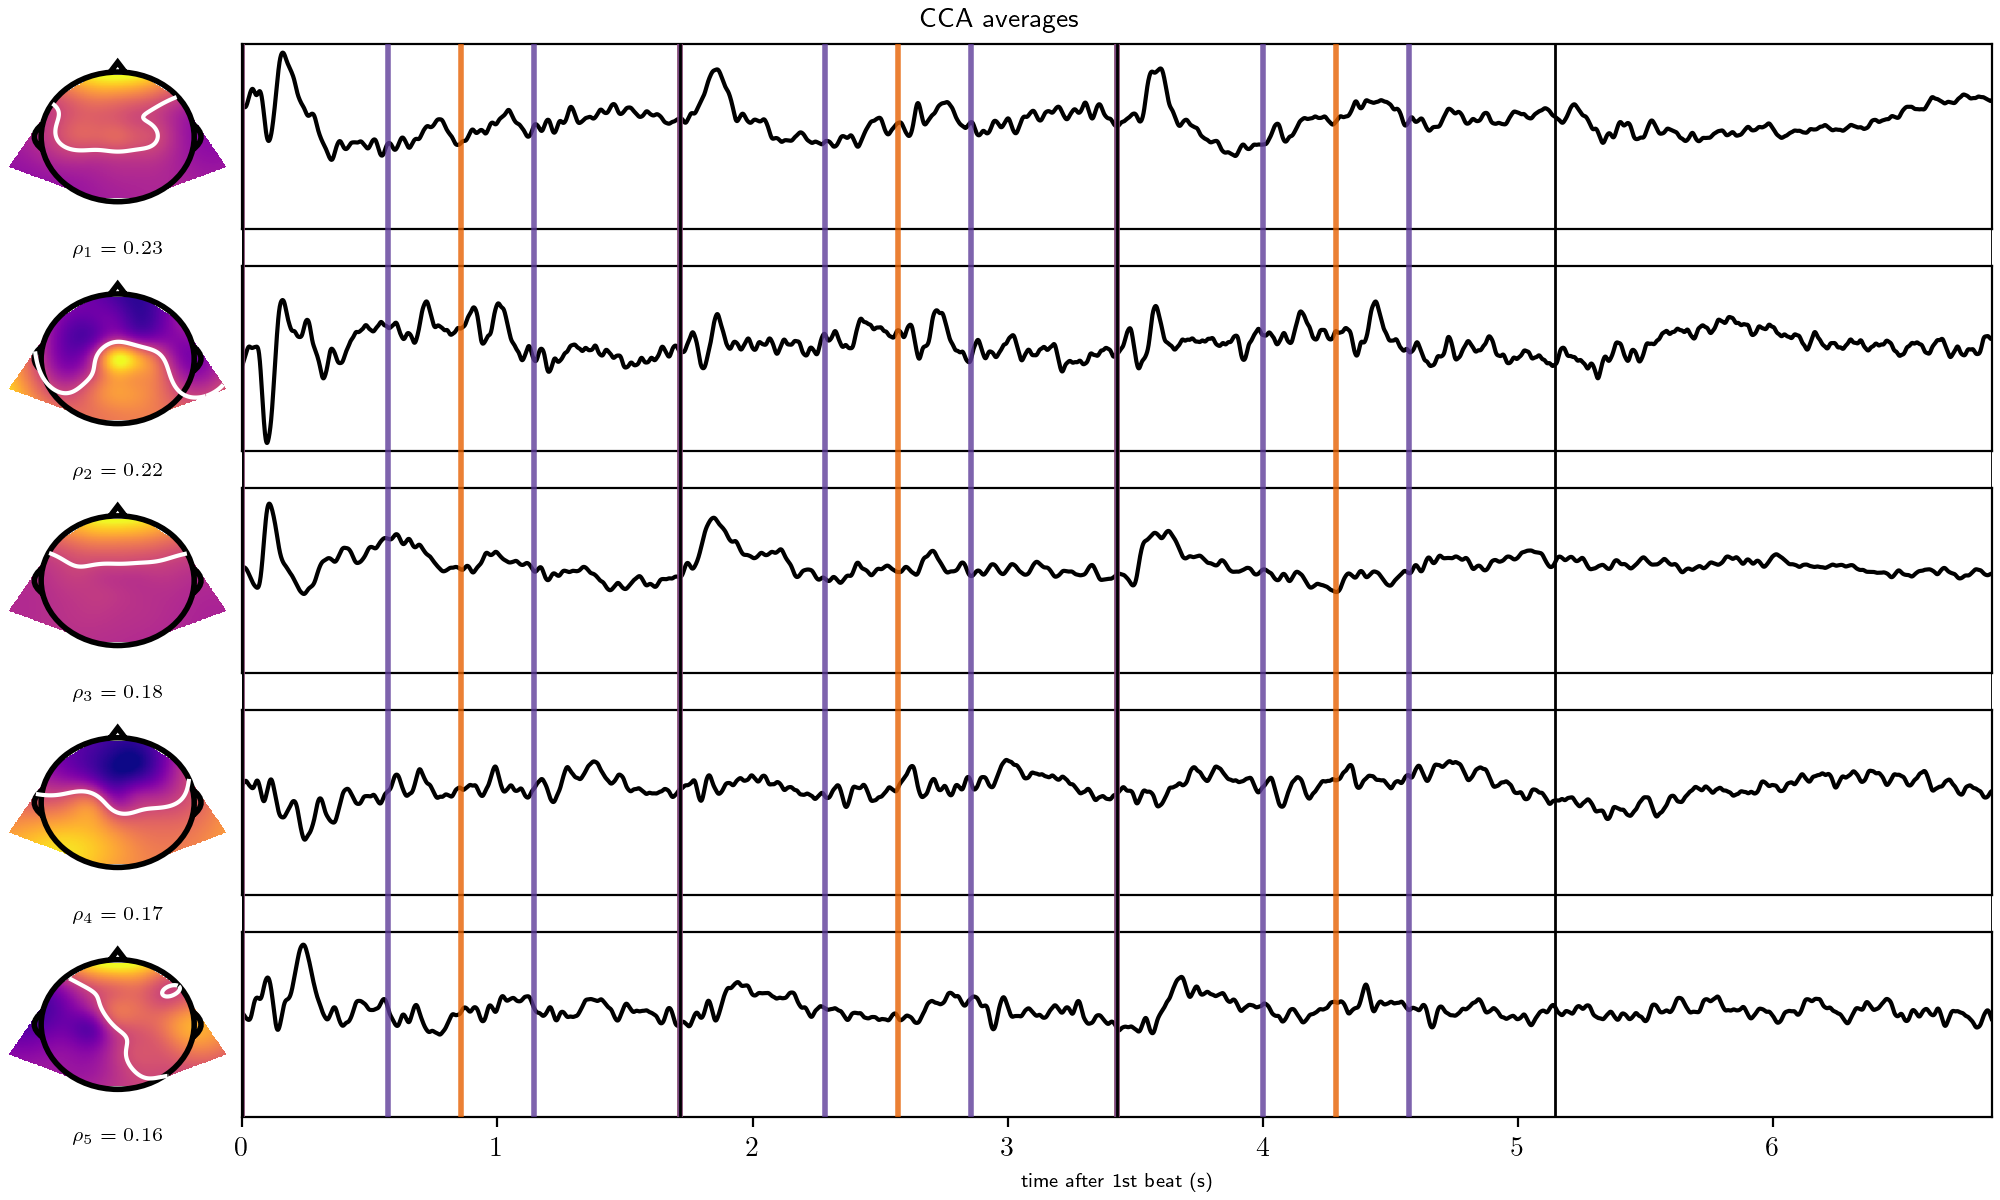 CCA averages
ρ₁ = 0.23
ρ₂ = 0.22
ρ₃ = 0.18
ρ₄ = 0.17
ρ₅ = 0.16
0 1 2 3 4 5 6
time after 1st beat (s)